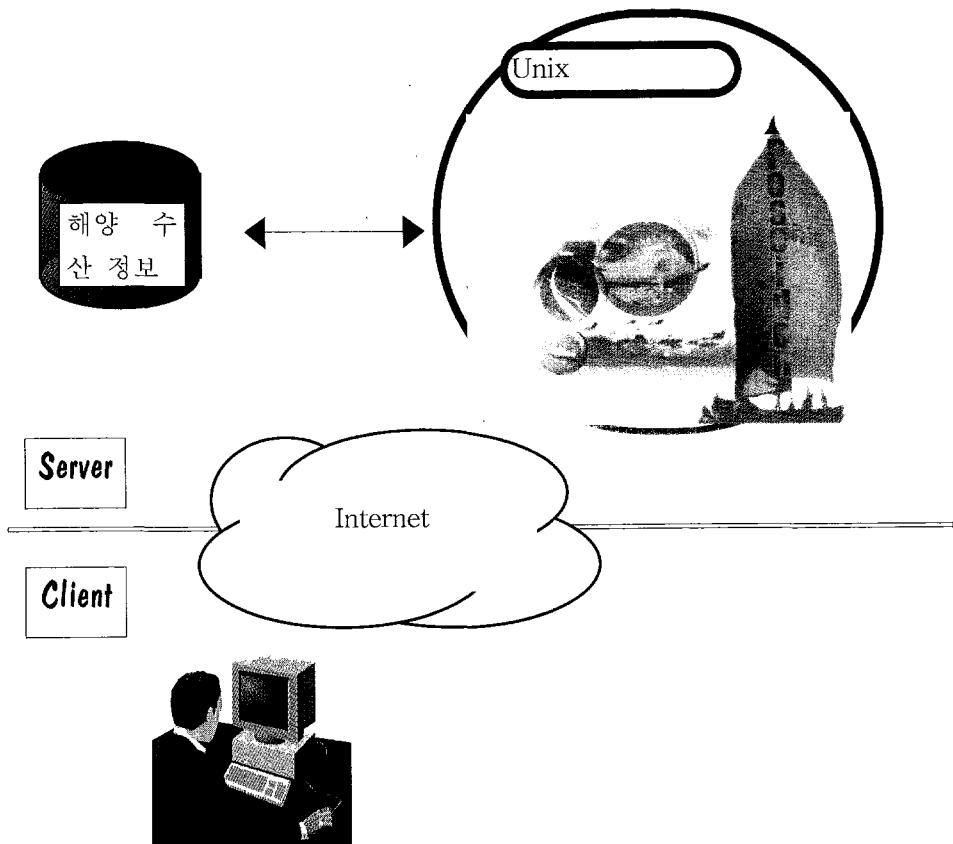 Unix
해양 수
산 정보
Server
Internet
Client